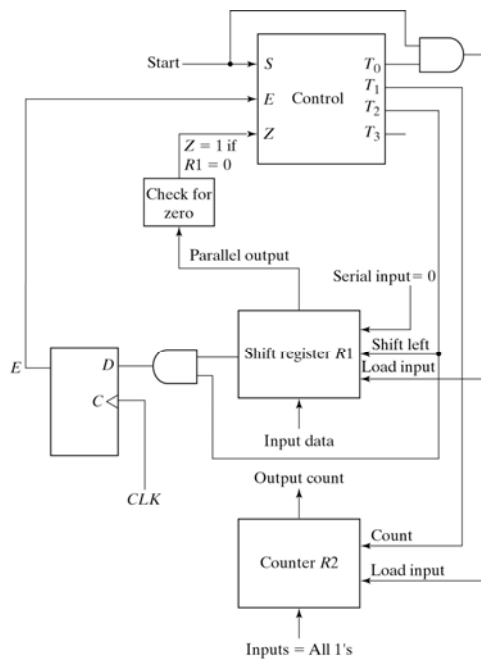 Start
S
T0
E
Control
T1
T2
Z
T3
Z = 1 if
R1 = 0
Check for
zero
Parallel output
Serial input = 0
Shift register R1
Shift left
Load input
E
D
C
CLK
Input data
Output count
Counter R2
Count
Load input
Inputs = All 1's